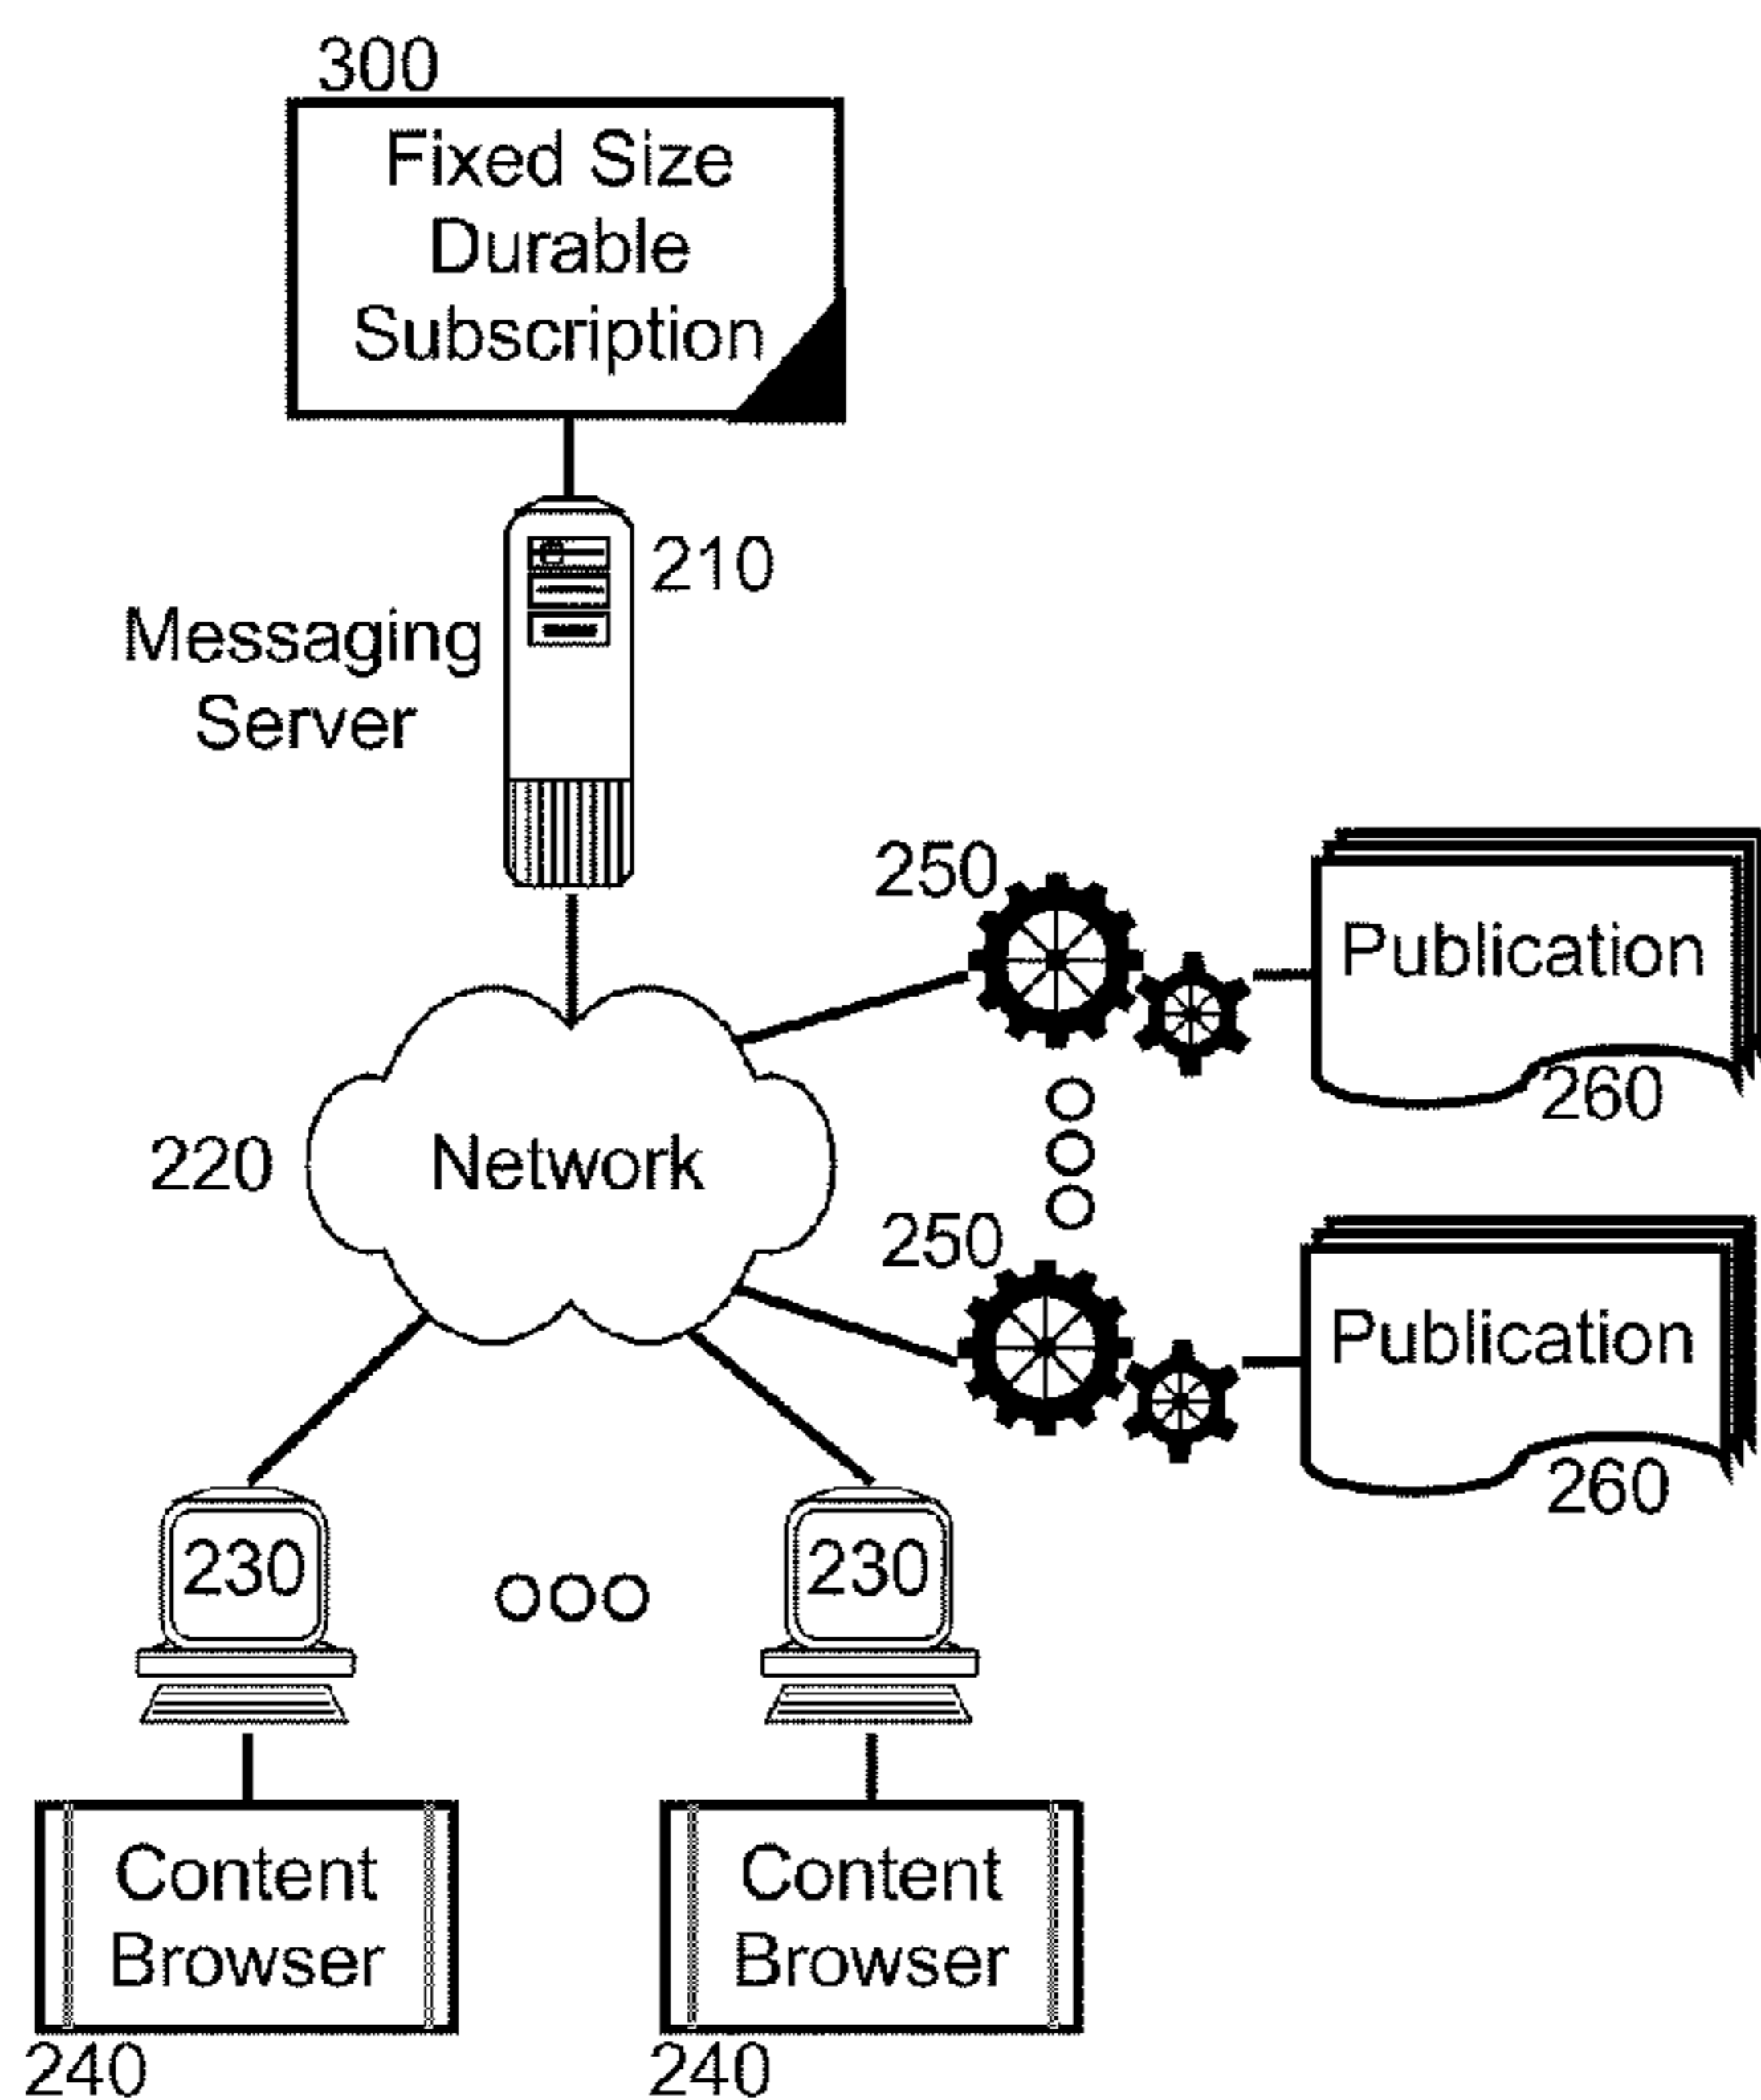 300
Fixed Size
Durable
Subscription
210
Messaging
Server
250
Publication
260
220
Network
250
Publication
260
230
230
Content
Browser
240
Content
Browser
240